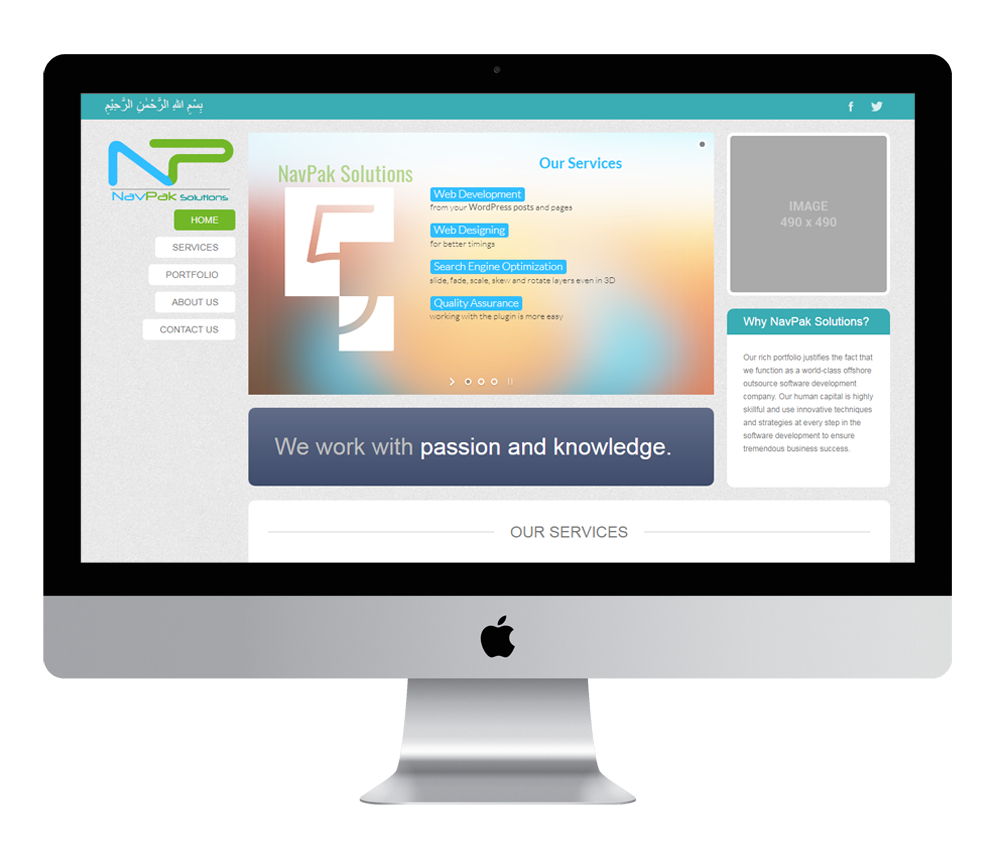 بِسْمِ اللهِ الرَّحْمٰنِ الرَّحِيْمِ
NP
NavPak Solutions
HOME
SERVICES
PORTFOLIO
ABOUT US
CONTACT US
NavPak Solutions
Our Services
Web Development
from your WordPress posts and pages
Web Designing
for better timings
Search Engine Optimization
slide, fade, scale, skew and rotate layers even in 3D
Quality Assurance
working with the plugin is more easy
We work with passion and knowledge.
IMAGE
490 x 490
Why NavPak Solutions?
Our rich portfolio justifies the fact that
we function as a world-class offshore
outsource software development
company. Our human capital is highly
skillful and use innovative techniques
and strategies at every step in the
software development to ensure
tremendous business success.
OUR SERVICES